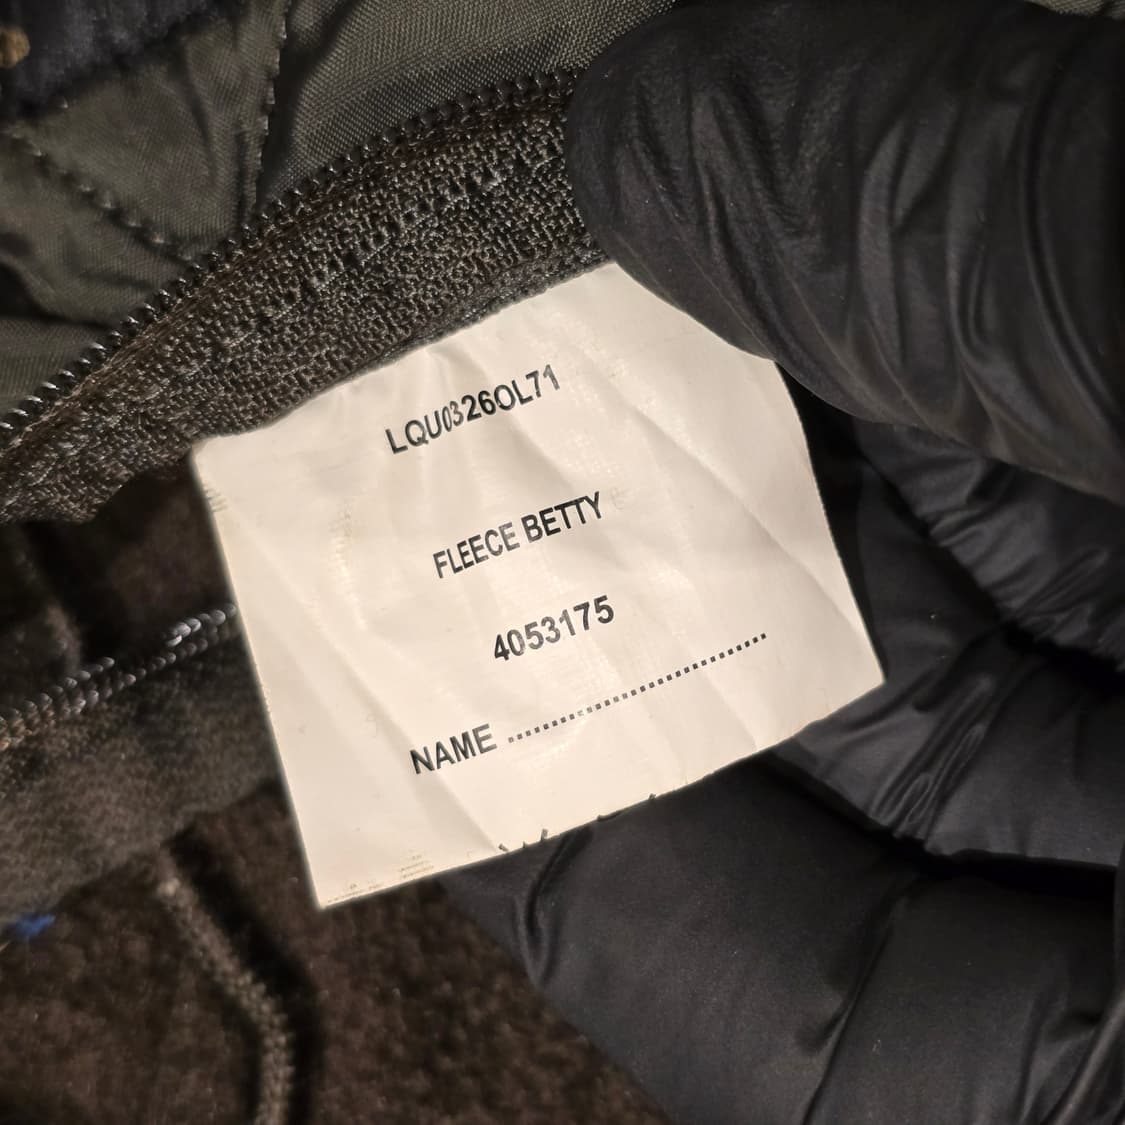 LQU0326OL71
FLEECE BETTY
4053175
NAME ..............................